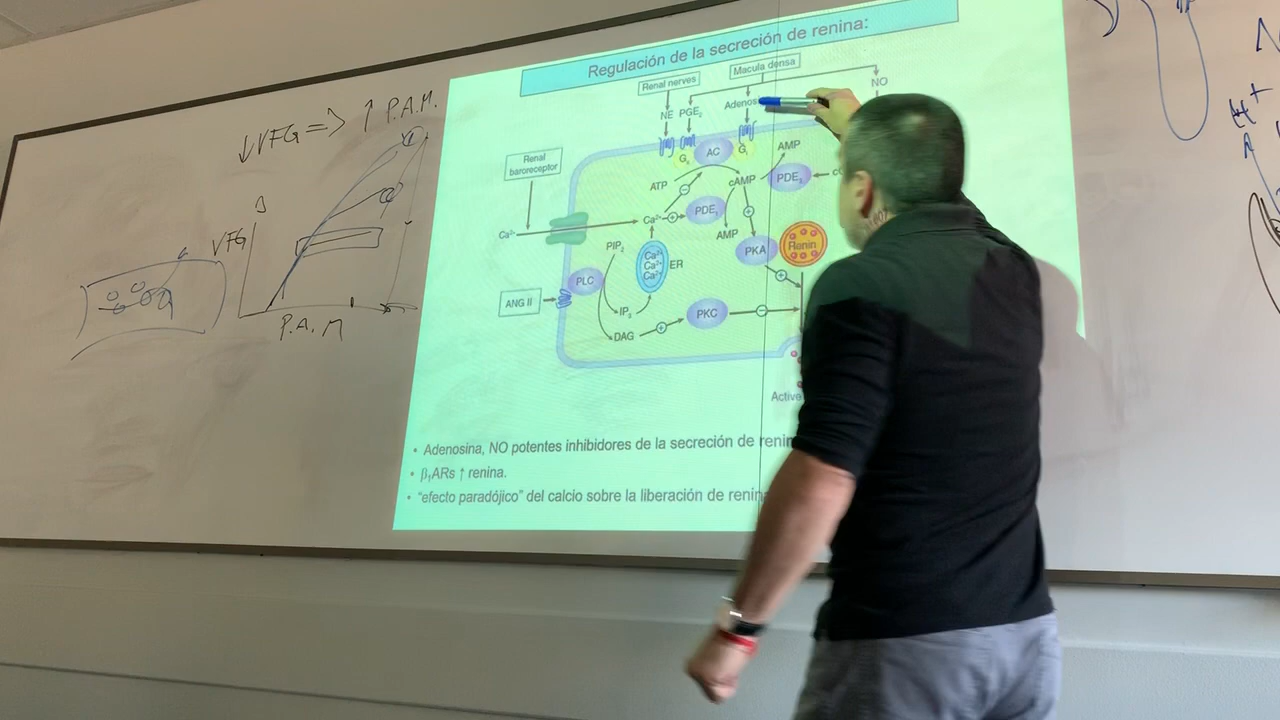 Regulación de la secreción de renina:
Renal nerves
Macula densa
NE PGE₂
NO
Gₛ
AC
Gᵢ
AMP
Renal
baroreceptor
ATP
cAMP
PDE
Ca²⁺
Ca²⁺
PDE
AMP
PKA
Renin
PIP₂
Ca²⁺
Ca²⁺
Ca²⁺
ER
PLC
ANG II
IP₃
PKC
DAG
Active
• Adenosina, NO potentes inhibidores de la secreción de
• β₁ARs ↑ renina.
• "efecto paradójico" del calcio sobre la liberación de renina
↓VFG => ↑ P.A.M.
VFG
P.A.M